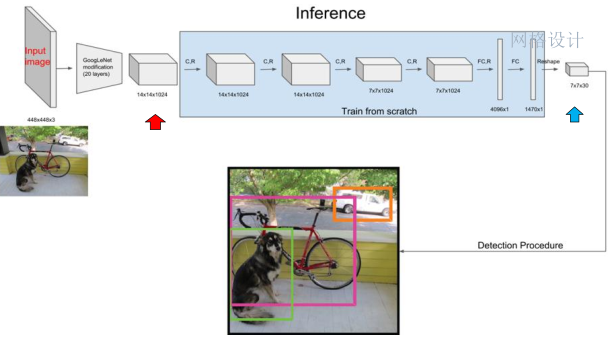 Inference
网格设计
Input
image
GoogLeNet
modification
(20 layers)
C,R
C,R
C,R
C,R
FC,R
FC
Reshape
448x448x3
14x14x1024
14x14x1024
14x14x1024
7x7x1024
7x7x1024
4096x1
1470x1
7x7x30
Train from scratch
Detection Procedure